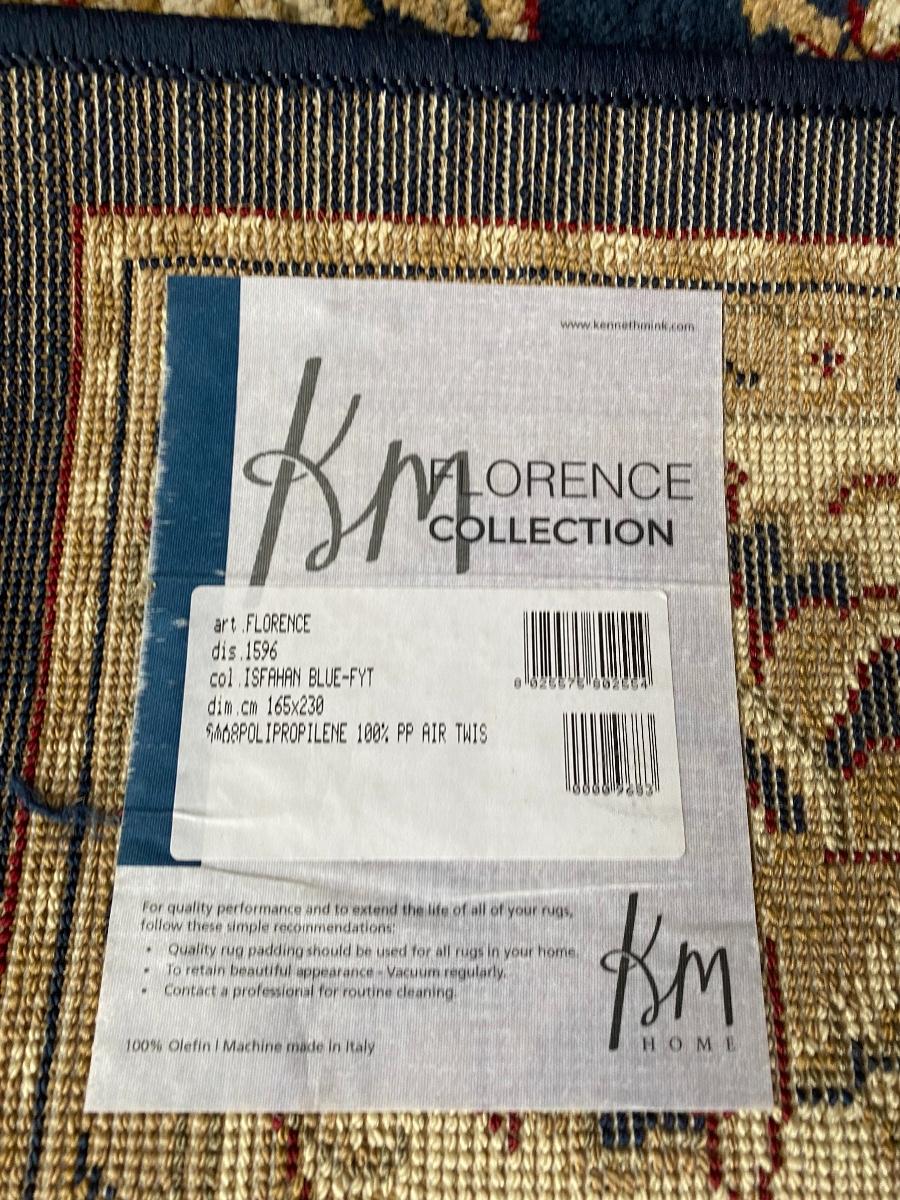 www.kennethmink.com
KM
FLORENCE
COLLECTION
art.FLORENCE
dis.1596
col.ISFAHAN BLUE-FYT
dim.cm 165x230
POLIPROPILENE 100% PP AIR TWIS
8 025575 802554
For quality performance and to extend the life of all of your rugs,
follow these simple recommendations:
• Quality rug padding should be used for all rugs in your home.
• To retain beautiful appearance - Vacuum regularly.
• Contact a professional for routine cleaning.
KM
HOME
100% Olefin | Machine made in Italy